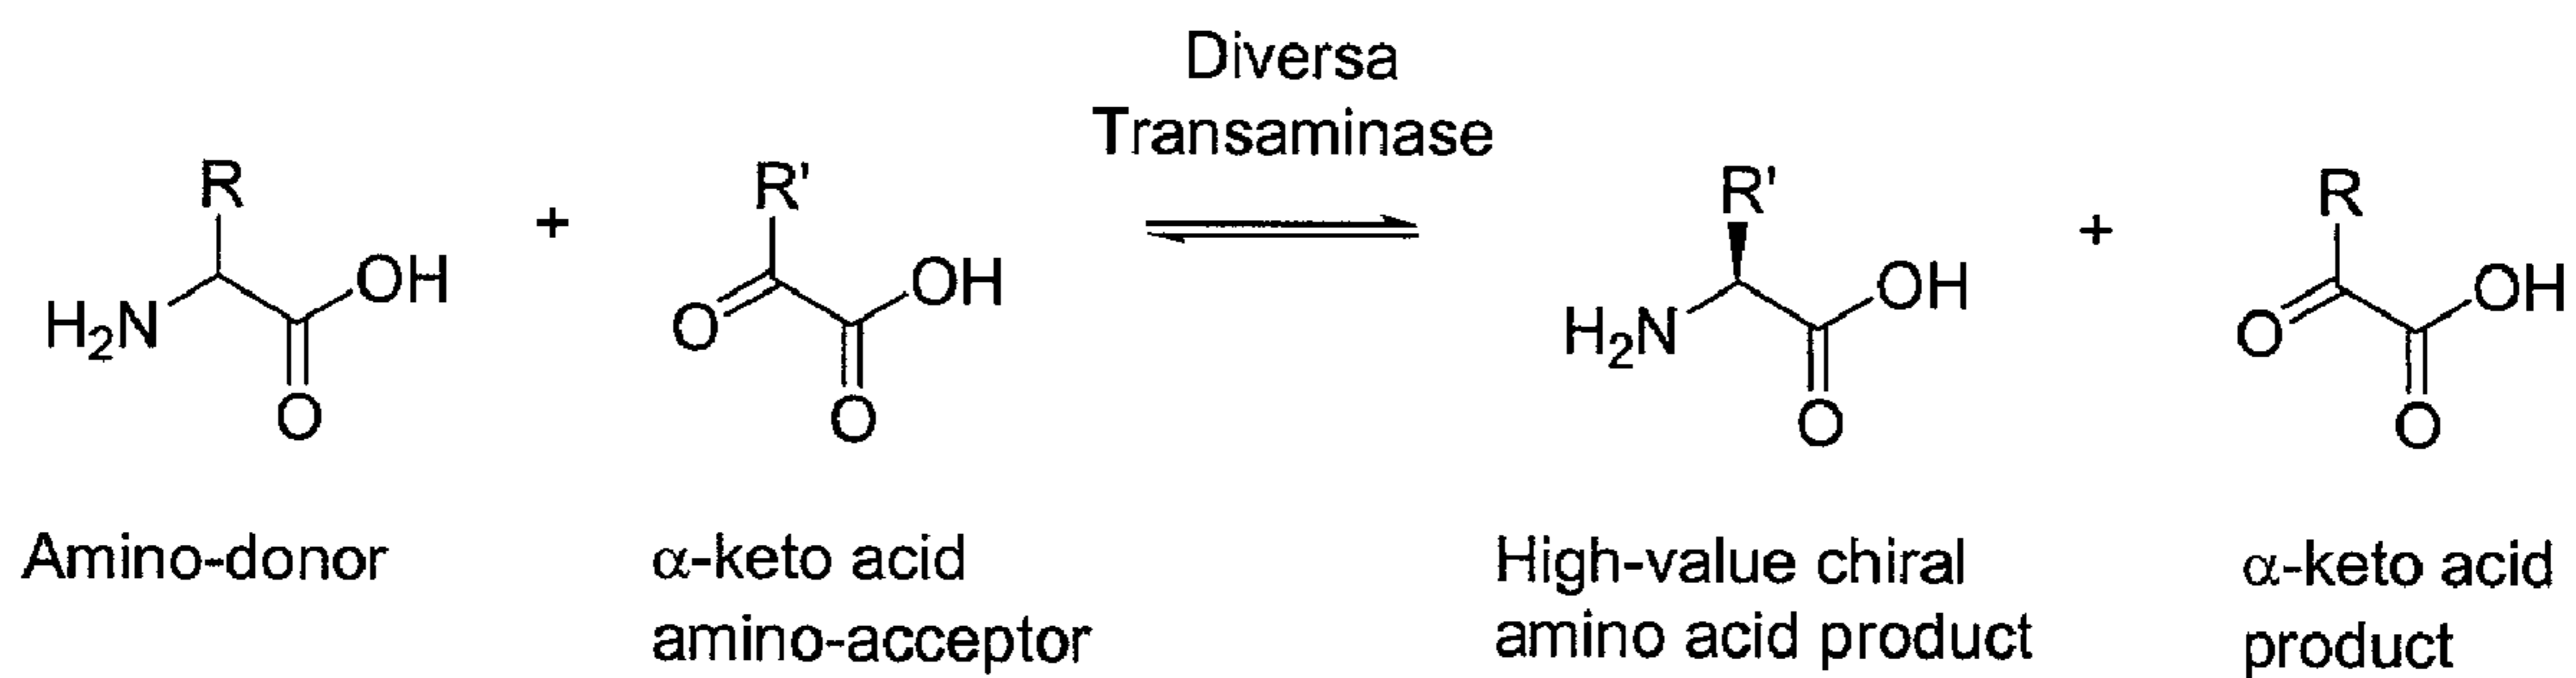 Diversa
Transaminase
R
H₂N
OH
O
+
R'
O
OH
O
R'
H₂N
OH
O
+
R
O
OH
O
Amino-donor
α-keto acid
amino-acceptor
High-value chiral
amino acid product
α-keto acid
product